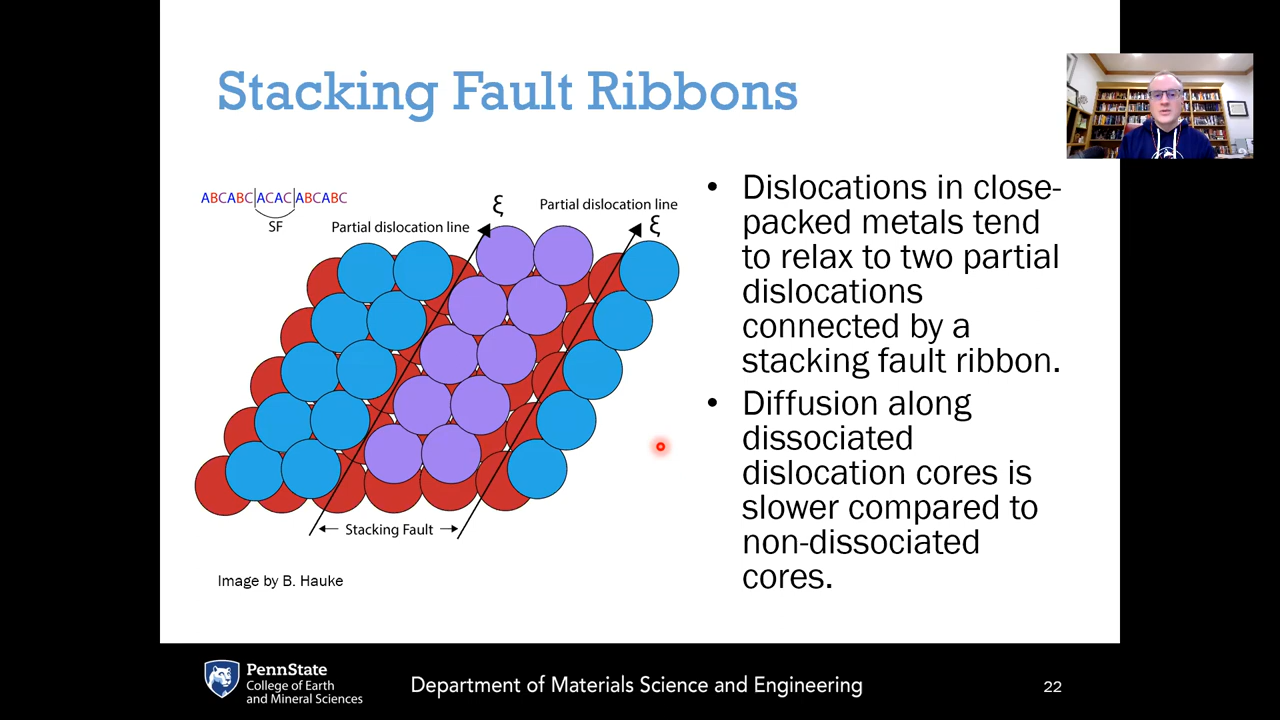 Stacking Fault Ribbons
ABCABC|ACAC|ABCABC
SF
Partial dislocation line
ξ
Partial dislocation line
ξ
Stacking Fault
Image by B. Hauke
• Dislocations in close-
packed metals tend
to relax to two partial
dislocations
connected by a
stacking fault ribbon.
• Diffusion along
dissociated
dislocation cores is
slower compared to
non-dissociated
cores.
PennState
College of Earth
and Mineral Sciences
Department of Materials Science and Engineering
22